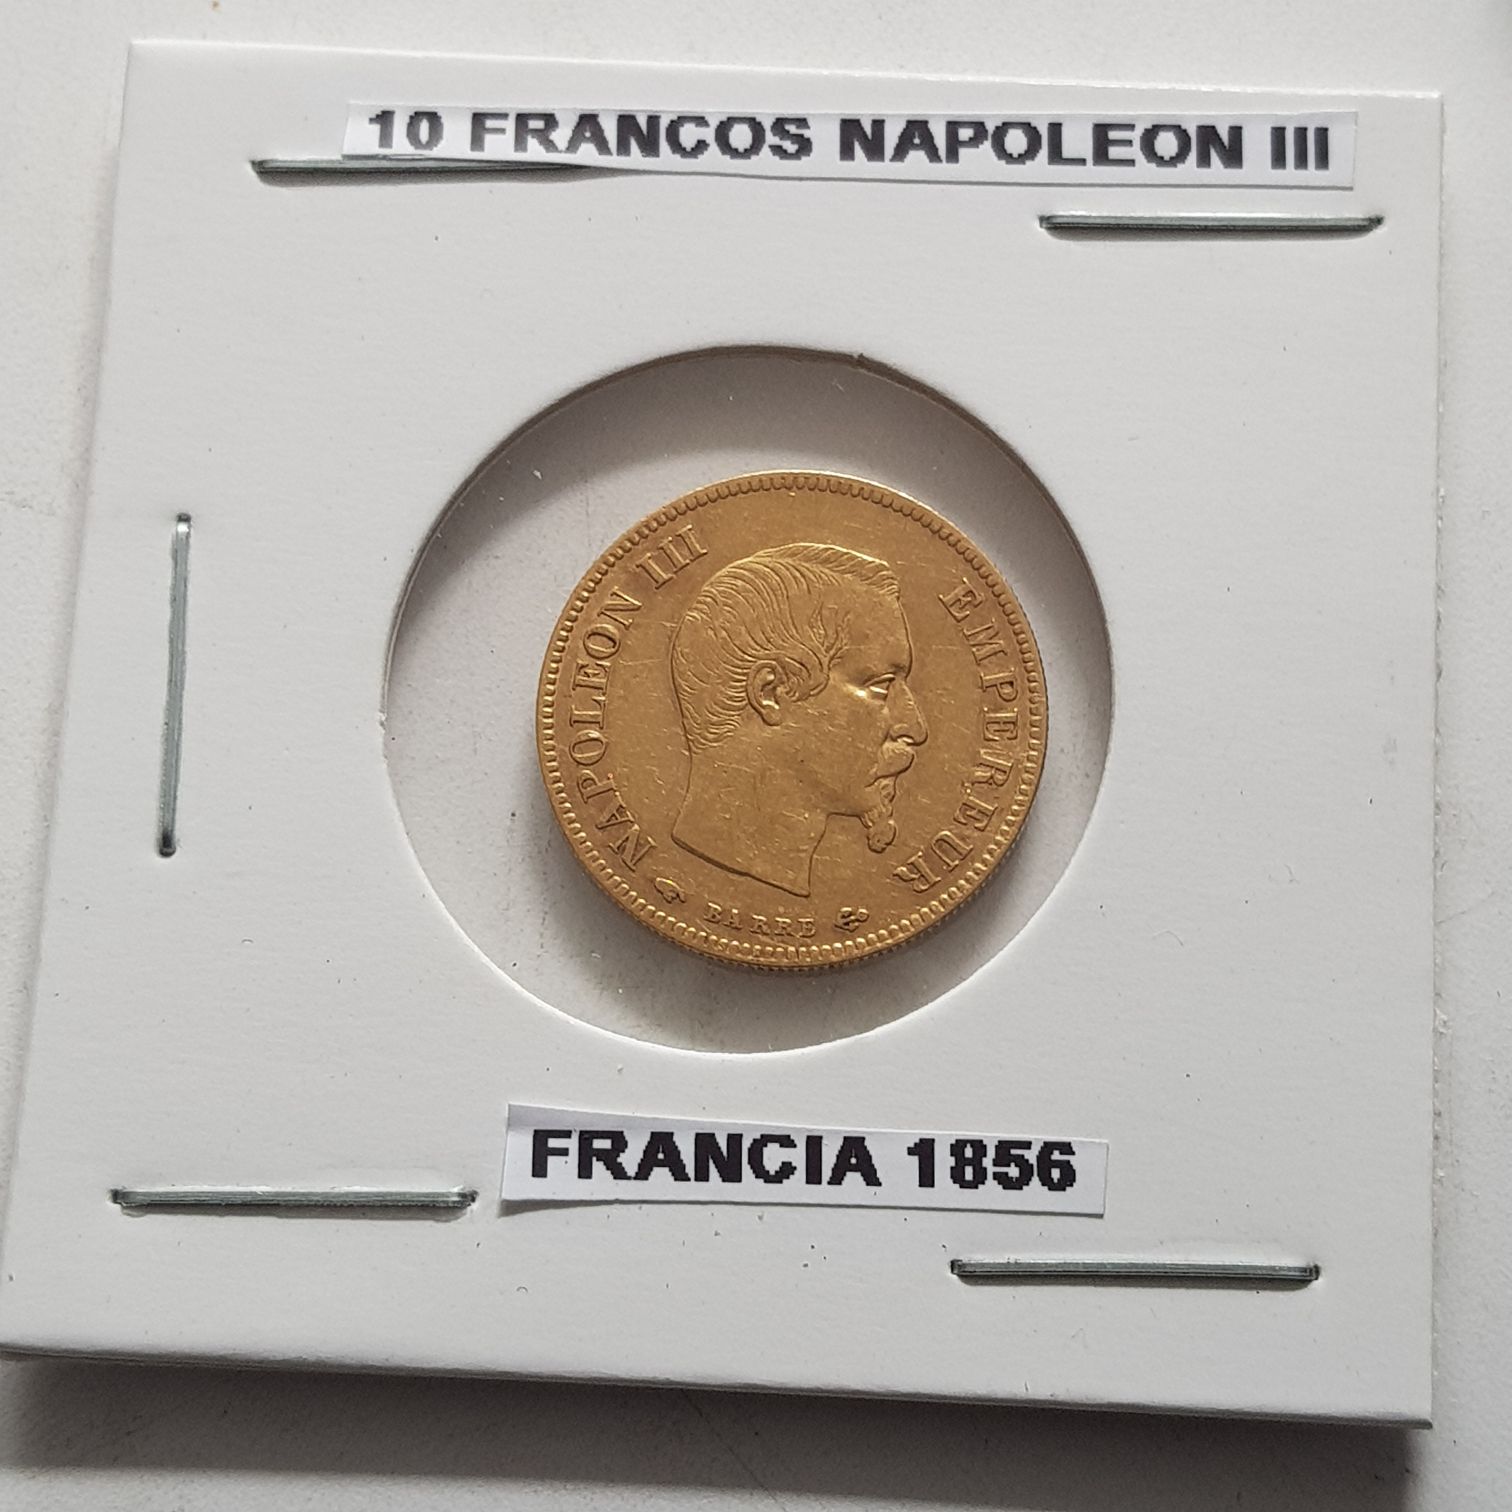 10 FRANCOS NAPOLEON III
NAPOLEON III EMPEREUR
BARRE
FRANCIA 1856